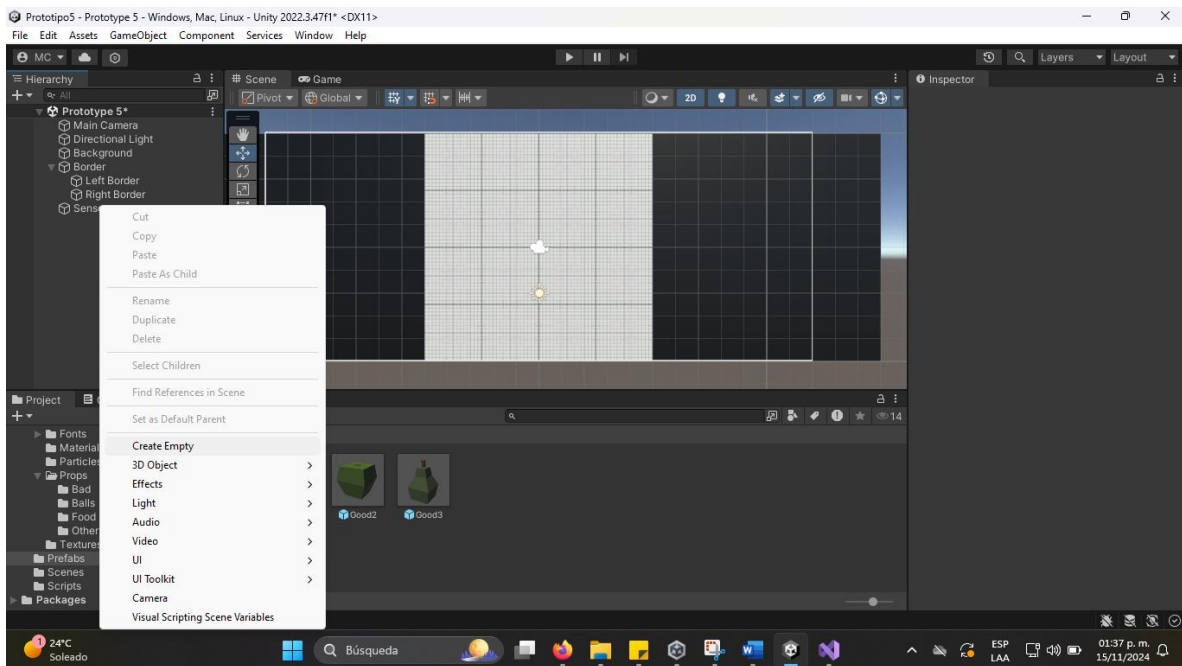 Prototipo5 - Prototype 5 - Windows, Mac, Linux - Unity 2022.3.47f1* <DX11>
File Edit Assets GameObject Component Services Window Help
MC
Layers Layout
Hierarchy
Scene Game
Inspector
All
Pivot Global
2D
Prototype 5*
Main Camera
Directional Light
Background
Border
Left Border
Right Border
Cut
Copy
Paste
Paste As Child
Rename
Duplicate
Delete
Select Children
Find References in Scene
Set as Default Parent
Create Empty
3D Object
Effects
Light
Audio
Video
UI
UI Toolkit
Camera
Visual Scripting Scene Variables
Project
14
Fonts
Props
Bad
Balls
Food
Prefabs
Scenes
Scripts
Packages
Good2 Good3
1
24°C
Soleado
Búsqueda
ESP
LAA
01:37 p. m.
15/11/2024